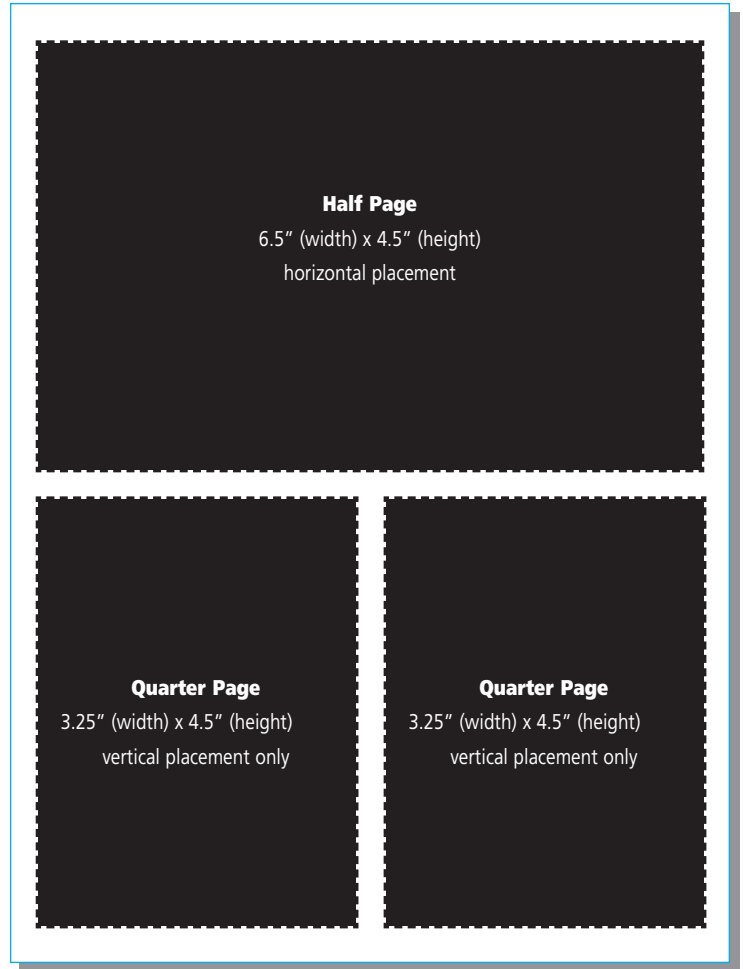 Half Page
6.5” (width) x 4.5” (height)
horizontal placement
Quarter Page
3.25” (width) x 4.5” (height)
vertical placement only
Quarter Page
3.25” (width) x 4.5” (height)
vertical placement only